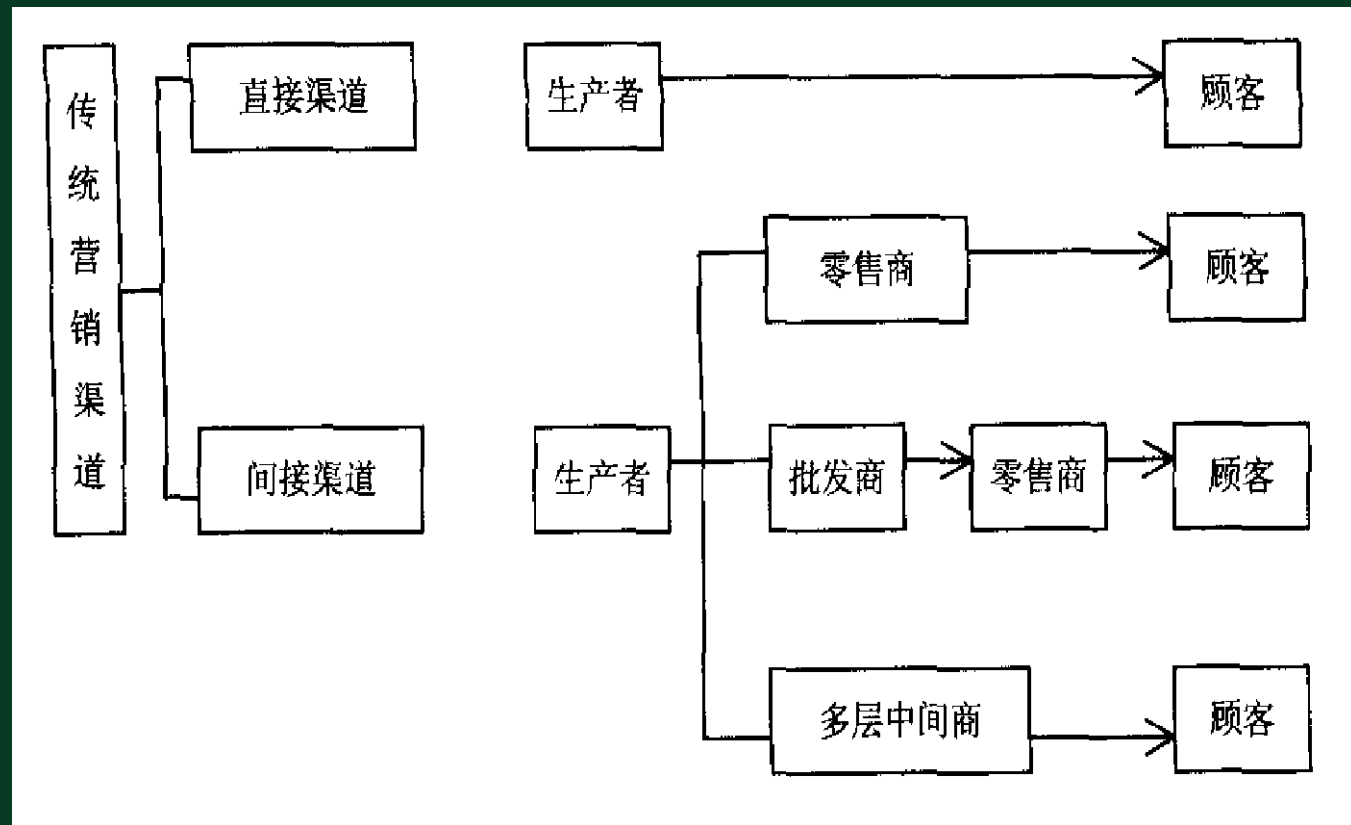 传统营销渠道
直接渠道
生产者
顾客
零售商
顾客
间接渠道
生产者
批发商
零售商
顾客
多层中间商
顾客